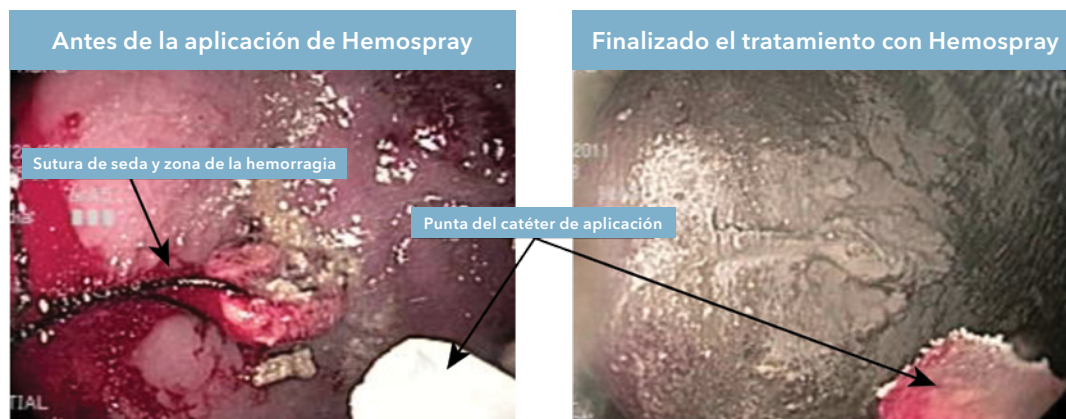 Antes de la aplicación de Hemospray
Finalizado el tratamiento con Hemospray
Sutura de seda y zona de la hemorragia
Punta del catéter de aplicación
2011
TIAL